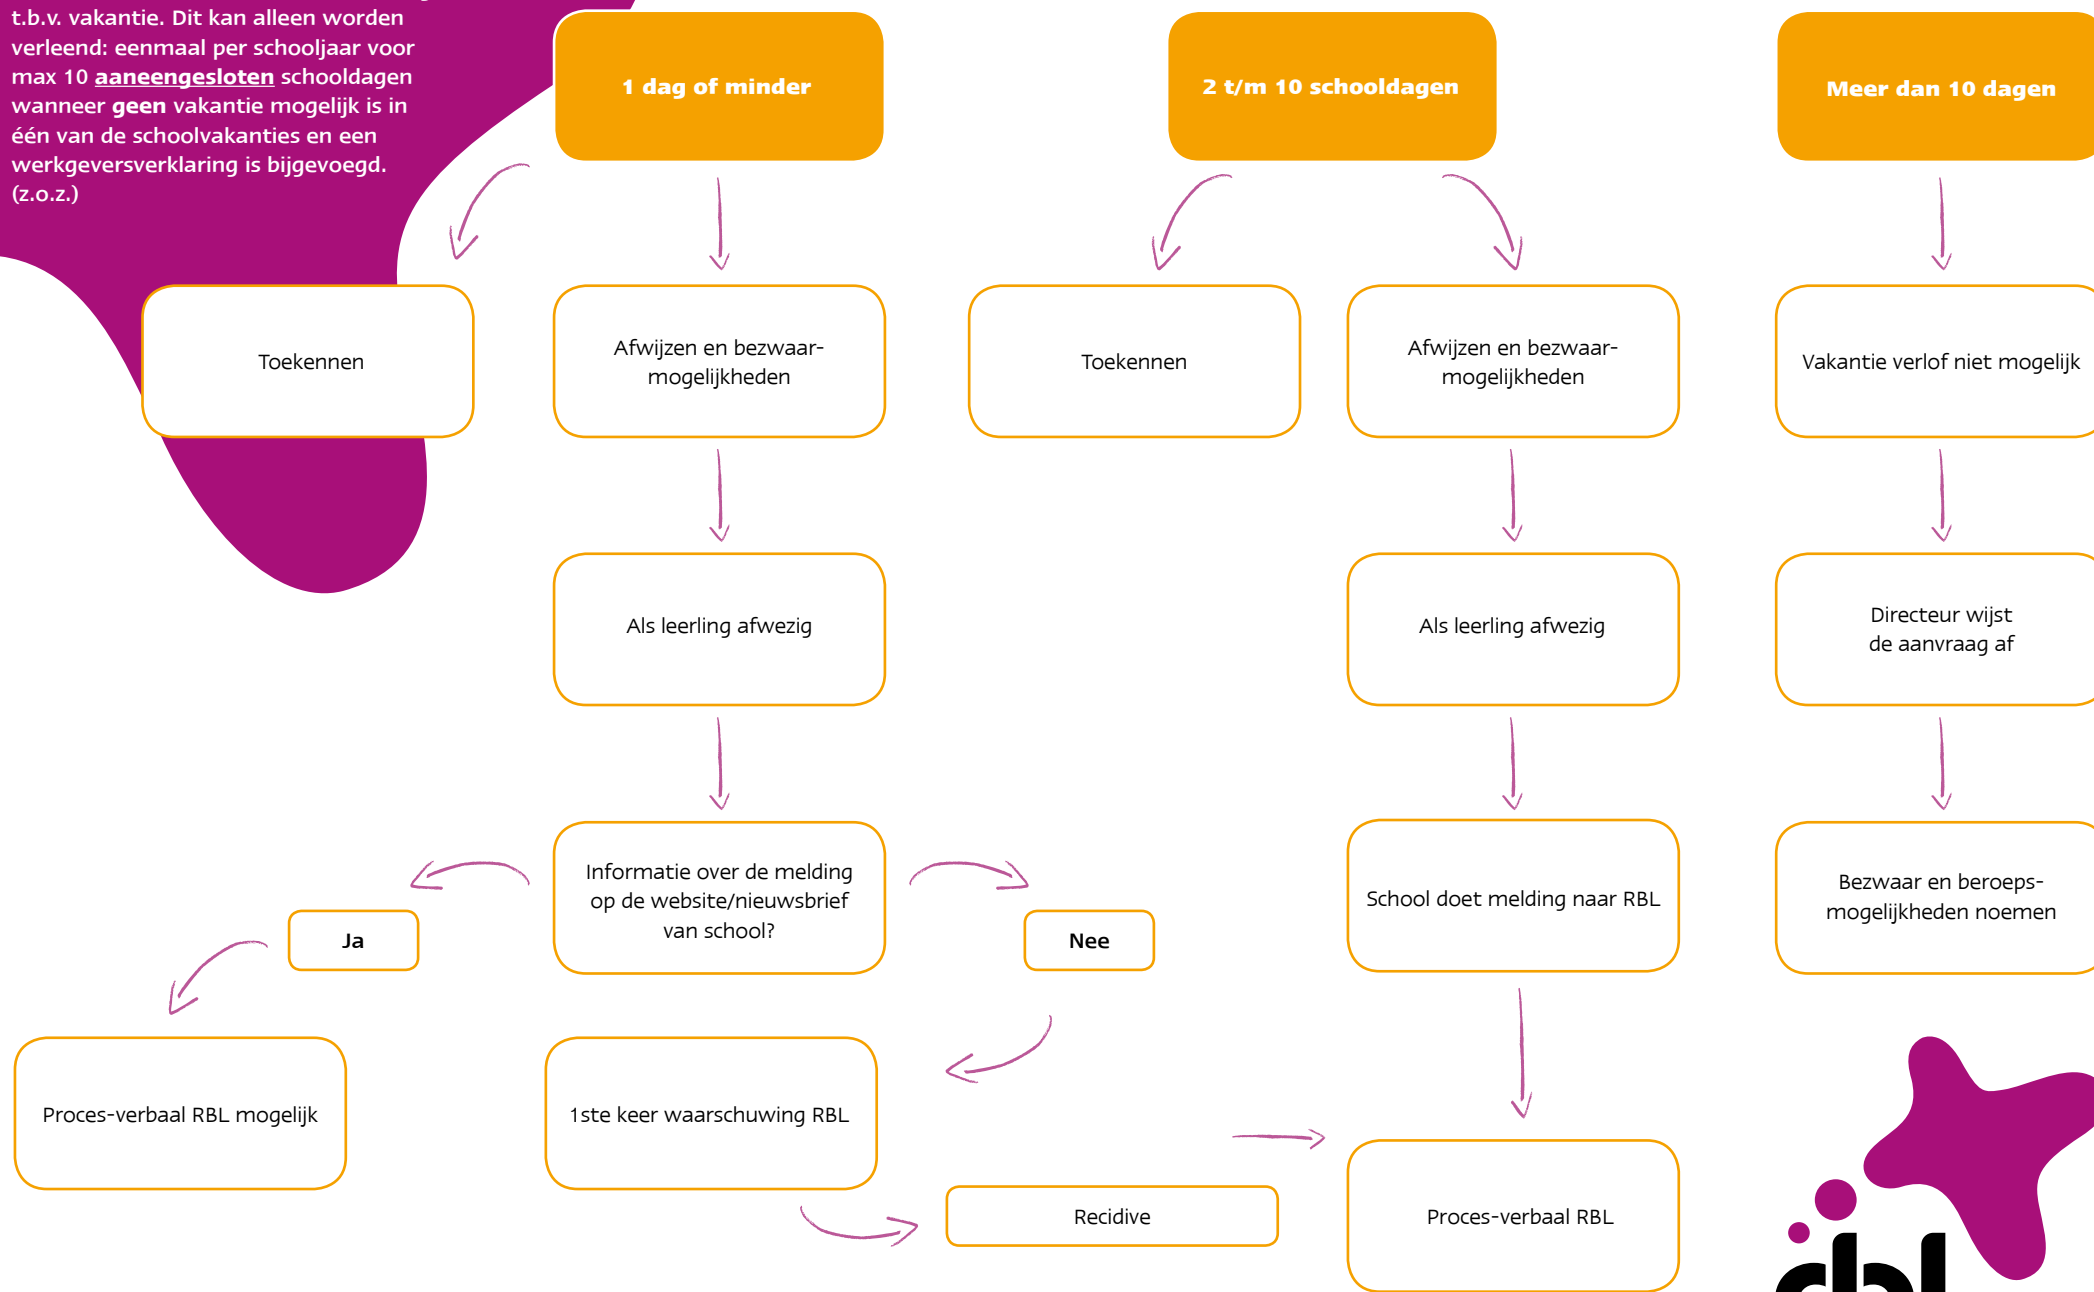 t.b.v. vakantie. Dit kan alleen worden
verleend: eenmaal per schooljaar voor
max 10 aaneengesloten schooldagen
wanneer geen vakantie mogelijk is in
één van de schoolvakanties en een
werkgeversverklaring is bijgevoegd.
(z.o.z.)
1 dag of minder
2 t/m 10 schooldagen
Meer dan 10 dagen
Toekennen
Afwijzen en bezwaar-
mogelijkheden
Toekennen
Afwijzen en bezwaar-
mogelijkheden
Vakantie verlof niet mogelijk
Als leerling afwezig
Als leerling afwezig
Directeur wijst
de aanvraag af
Informatie over de melding
op de website/nieuwsbrief
van school?
Ja
Nee
School doet melding naar RBL
Bezwaar en beroeps-
mogelijkheden noemen
Proces-verbaal RBL mogelijk
1ste keer waarschuwing RBL
Recidive
Proces-verbaal RBL
rbl